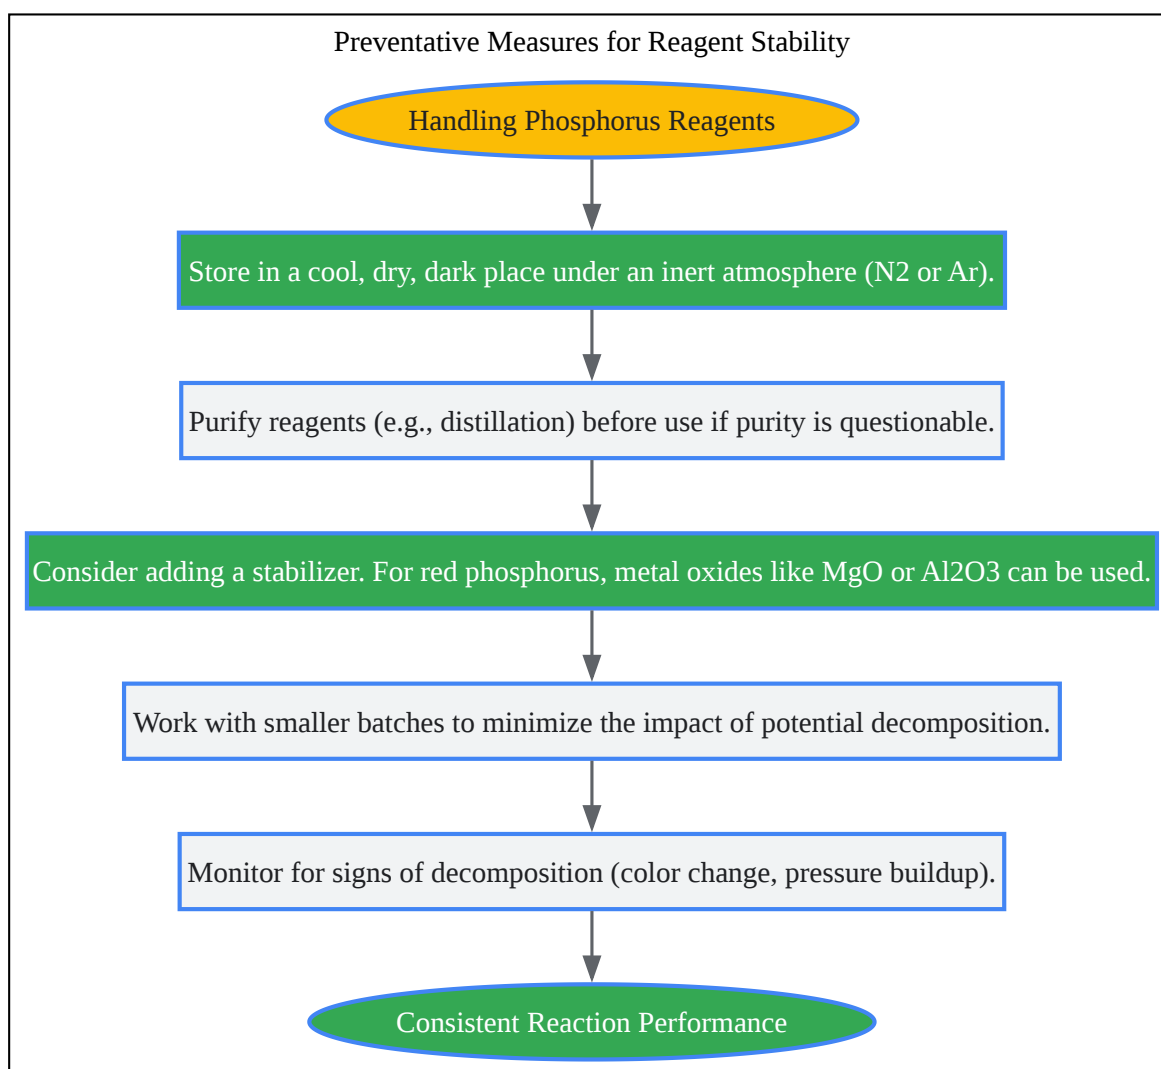 Preventative Measures for Reagent Stability
Handling Phosphorus Reagents
Store in a cool, dry, dark place under an inert atmosphere (N2 or Ar).
Purify reagents (e.g., distillation) before use if purity is questionable.
Consider adding a stabilizer. For red phosphorus, metal oxides like MgO or Al2O3 can be used.
Work with smaller batches to minimize the impact of potential decomposition.
Monitor for signs of decomposition (color change, pressure buildup).
Consistent Reaction Performance